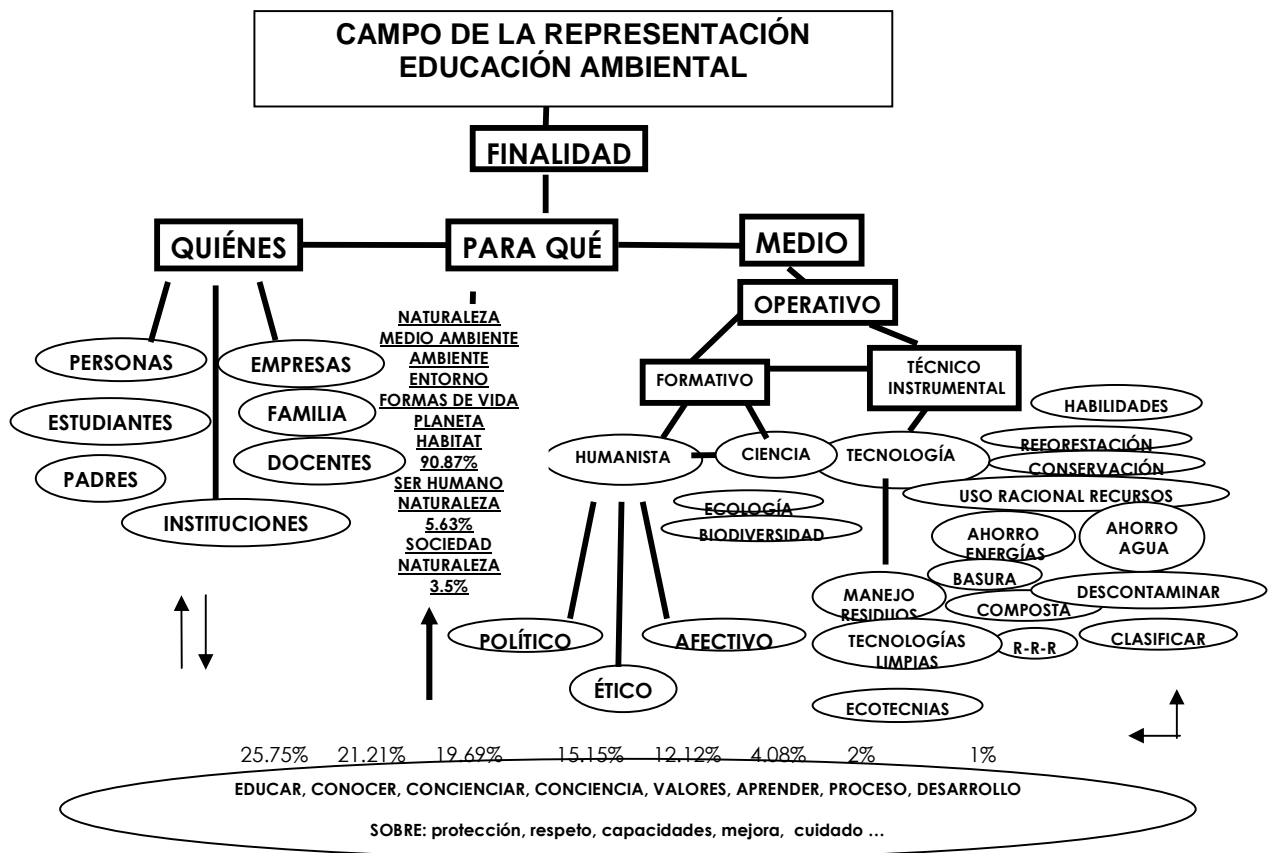 CAMPO DE LA REPRESENTACIÓN
EDUCACIÓN AMBIENTAL
FINALIDAD
QUIÉNES
PARA QUÉ
MEDIO
OPERATIVO
PERSONAS
EMPRESAS
ESTUDIANTES
FAMILIA
PADRES
DOCENTES
INSTITUCIONES
NATURALEZA
MEDIO AMBIENTE
AMBIENTE
ENTORNO
FORMAS DE VIDA
PLANETA
HABITAT
90.87%
SER HUMANO
NATURALEZA
5.63%
SOCIEDAD
NATURALEZA
3.5%
FORMATIVO
TÉCNICO
INSTRUMENTAL
HUMANISTA
CIENCIA
TECNOLOGÍA
ECOLOGÍA
BIODIVERSIDAD
POLÍTICO
AFECTIVO
ÉTICO
HABILIDADES
REFORESTACIÓN
CONSERVACIÓN
USO RACIONAL RECURSOS
AHORRO
ENERGÍAS
AHORRO
AGUA
BASURA
DESCONTAMINAR
MANEJO
RESIDUOS
COMPOSTA
TECNOLOGÍAS
LIMPIAS
R-R-R
CLASIFICAR
ECOTECNIAS
25.75% 21.21% 19.69% 15.15% 12.12% 4.08% 2% 1%
EDUCAR, CONOCER, CONCIENCIAR, CONCIENCIA, VALORES, APRENDER, PROCESO, DESARROLLO
SOBRE: protección, respeto, capacidades, mejora, cuidado …